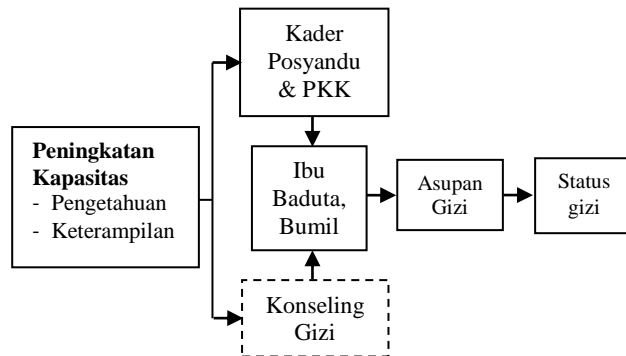 Peningkatan
Kapasitas
- Pengetahuan
- Keterampilan
Kader
Posyandu
& PKK
Ibu
Baduta,
Bumil
Konseling
Gizi
Asupan
Gizi
Status
gizi